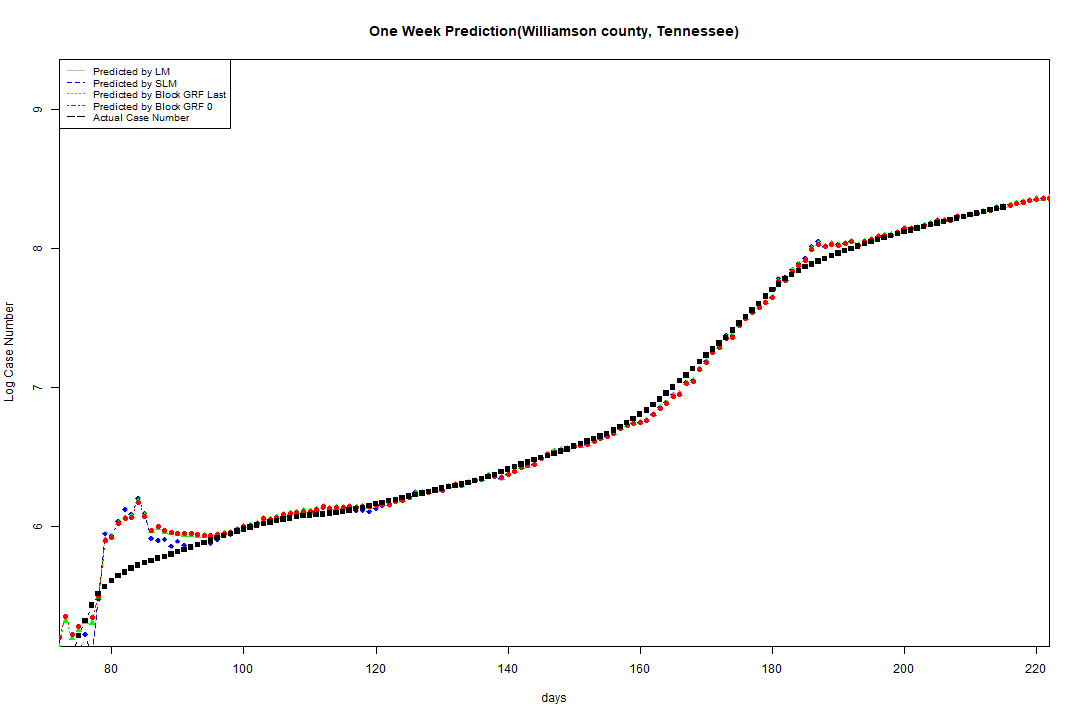 One Week Prediction(Williamson county, Tennessee)
Predicted by LM
Predicted by SLM
Predicted by Block GRF Last
Predicted by Block GRF 0
Actual Case Number
9
8
7
6
Log Case Number
80 100 120 140 160 180 200 220
days